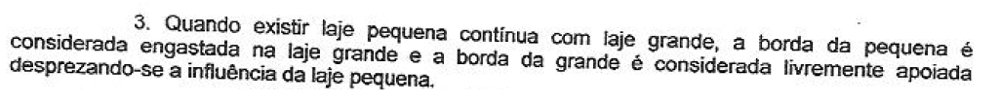 3. Quando existir laje pequena contínua com laje grande, a borda da pequena é
considerada engastada na laje grande e a borda da grande é considerada livremente apoiada
desprezando-se a influência da laje pequena.